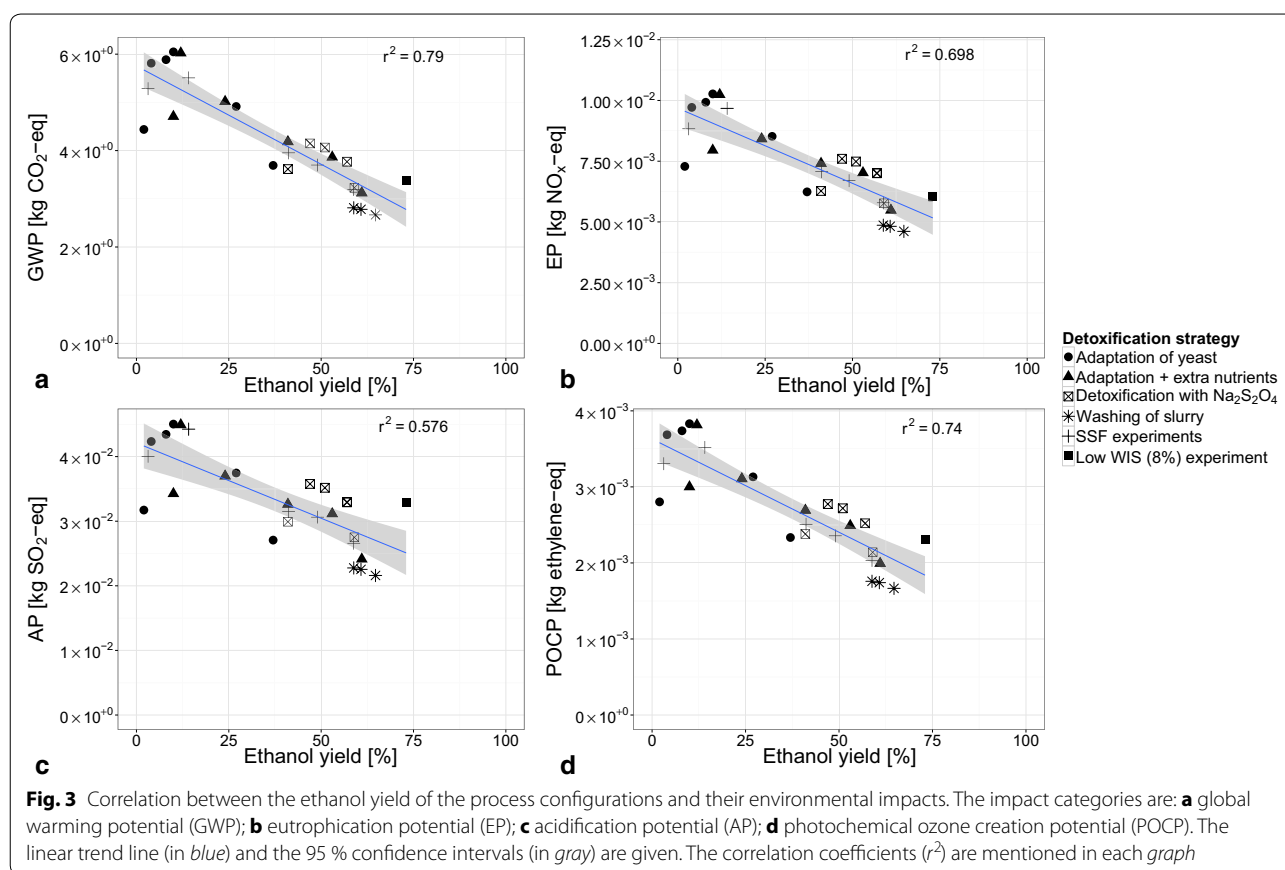 r² = 0.79
GWP [kg CO₂−eq]
6 × 10⁺⁰
4 × 10⁺⁰
2 × 10⁺⁰
0 × 10⁺⁰
0 25 50 75 100
Ethanol yield [%]
a
r² = 0.698
EP [kg NOₓ−eq]
1.25 × 10⁻²
1.00 × 10⁻²
7.50 × 10⁻³
5.00 × 10⁻³
2.50 × 10⁻³
0.00 × 10⁺⁰
0 25 50 75 100
Ethanol yield [%]
b
Detoxification strategy
Adaptation of yeast
Adaptation + extra nutrients
Detoxification with Na₂S₂O₄
Washing of slurry
SSF experiments
Low WIS (8%) experiment
r² = 0.576
AP [kg SO₂−eq]
4 × 10⁻²
3 × 10⁻²
2 × 10⁻²
1 × 10⁻²
0 × 10⁺⁰
0 25 50 75 100
Ethanol yield [%]
c
r² = 0.74
POCP [kg ethylene−eq]
4 × 10⁻³
3 × 10⁻³
2 × 10⁻³
1 × 10⁻³
0 × 10⁺⁰
0 25 50 75 100
Ethanol yield [%]
d
Fig. 3 Correlation between the ethanol yield of the process configurations and their environmental impacts. The impact categories are: a global
warming potential (GWP); b eutrophication potential (EP); c acidification potential (AP); d photochemical ozone creation potential (POCP). The
linear trend line (in blue) and the 95 % confidence intervals (in gray) are given. The correlation coefficients (r²) are mentioned in each graph